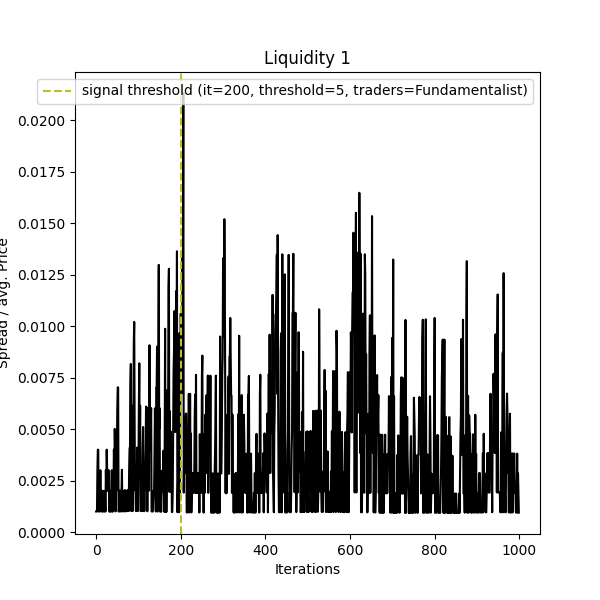 Liquidity 1
signal threshold (it=200, threshold=5, traders=Fundamentalist)
0.0200
0.0175
0.0150
0.0125
0.0100
0.0075
0.0050
0.0025
0.0000
Spread / avg. Price
0 200 400 600 800 1000
Iterations